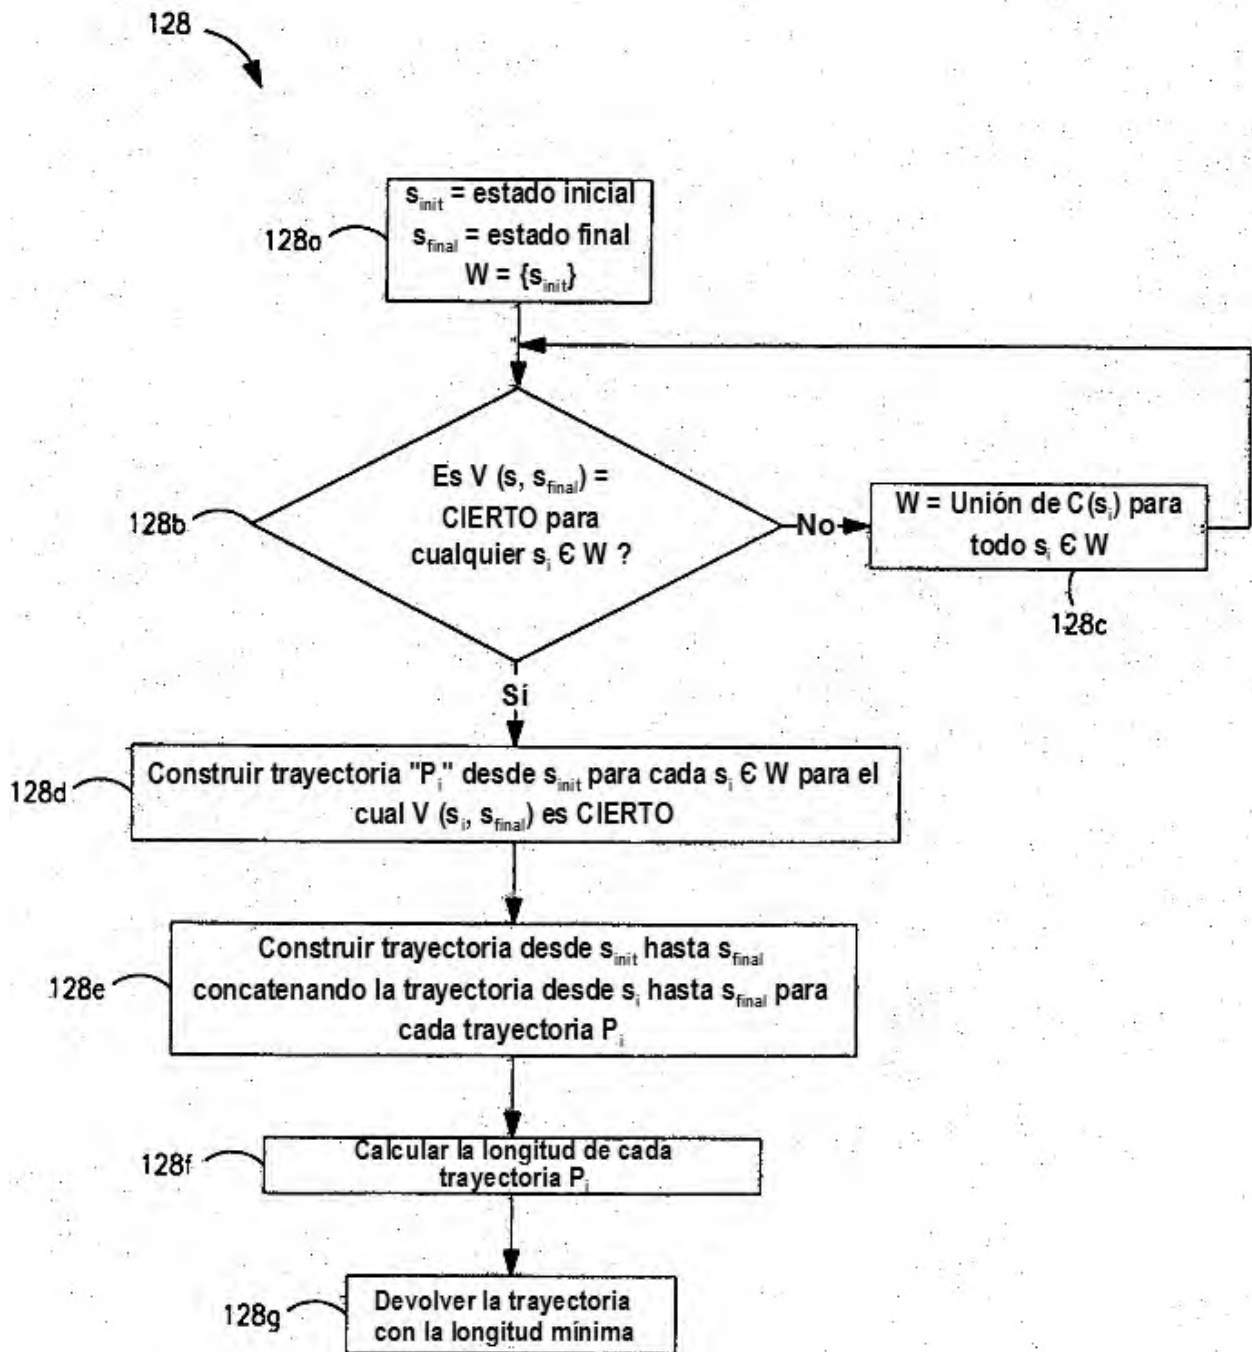 128
s_init = estado inicial
128a
s_final = estado final
W = {s_init}
Es V (s, s_final) =
CIERTO para
cualquier s_i Є W ?
128b
No
W = Unión de C(s_i) para
todo s_i Є W
128c
Sí
Construir trayectoria "P_i" desde s_init para cada s_i Є W para el
cual V (s_i, s_final) es CIERTO
128d
Construir trayectoria desde s_init hasta s_final
concatenando la trayectoria desde s_i hasta s_final para
cada trayectoria P_i
128e
Calcular la longitud de cada
trayectoria P_i
128f
Devolver la trayectoria
con la longitud mínima
128g